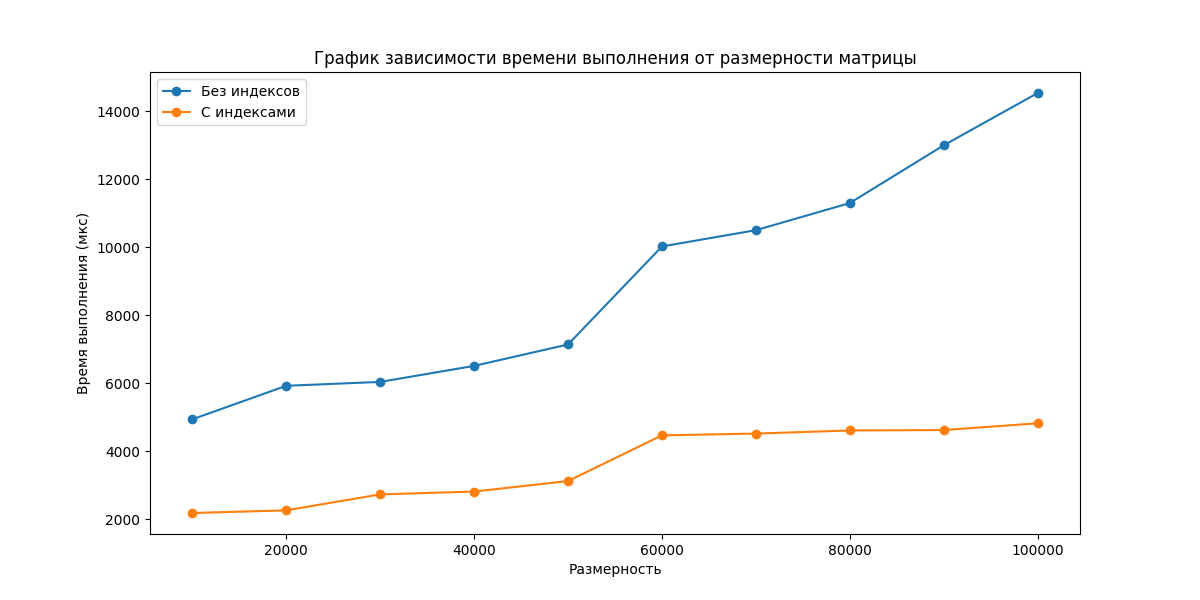 График зависимости времени выполнения от размерности матрицы
Без индексов
С индексами
Время выполнения (мкс)
14000
12000
10000
8000
6000
4000
2000
20000 40000 60000 80000 100000
Размерность